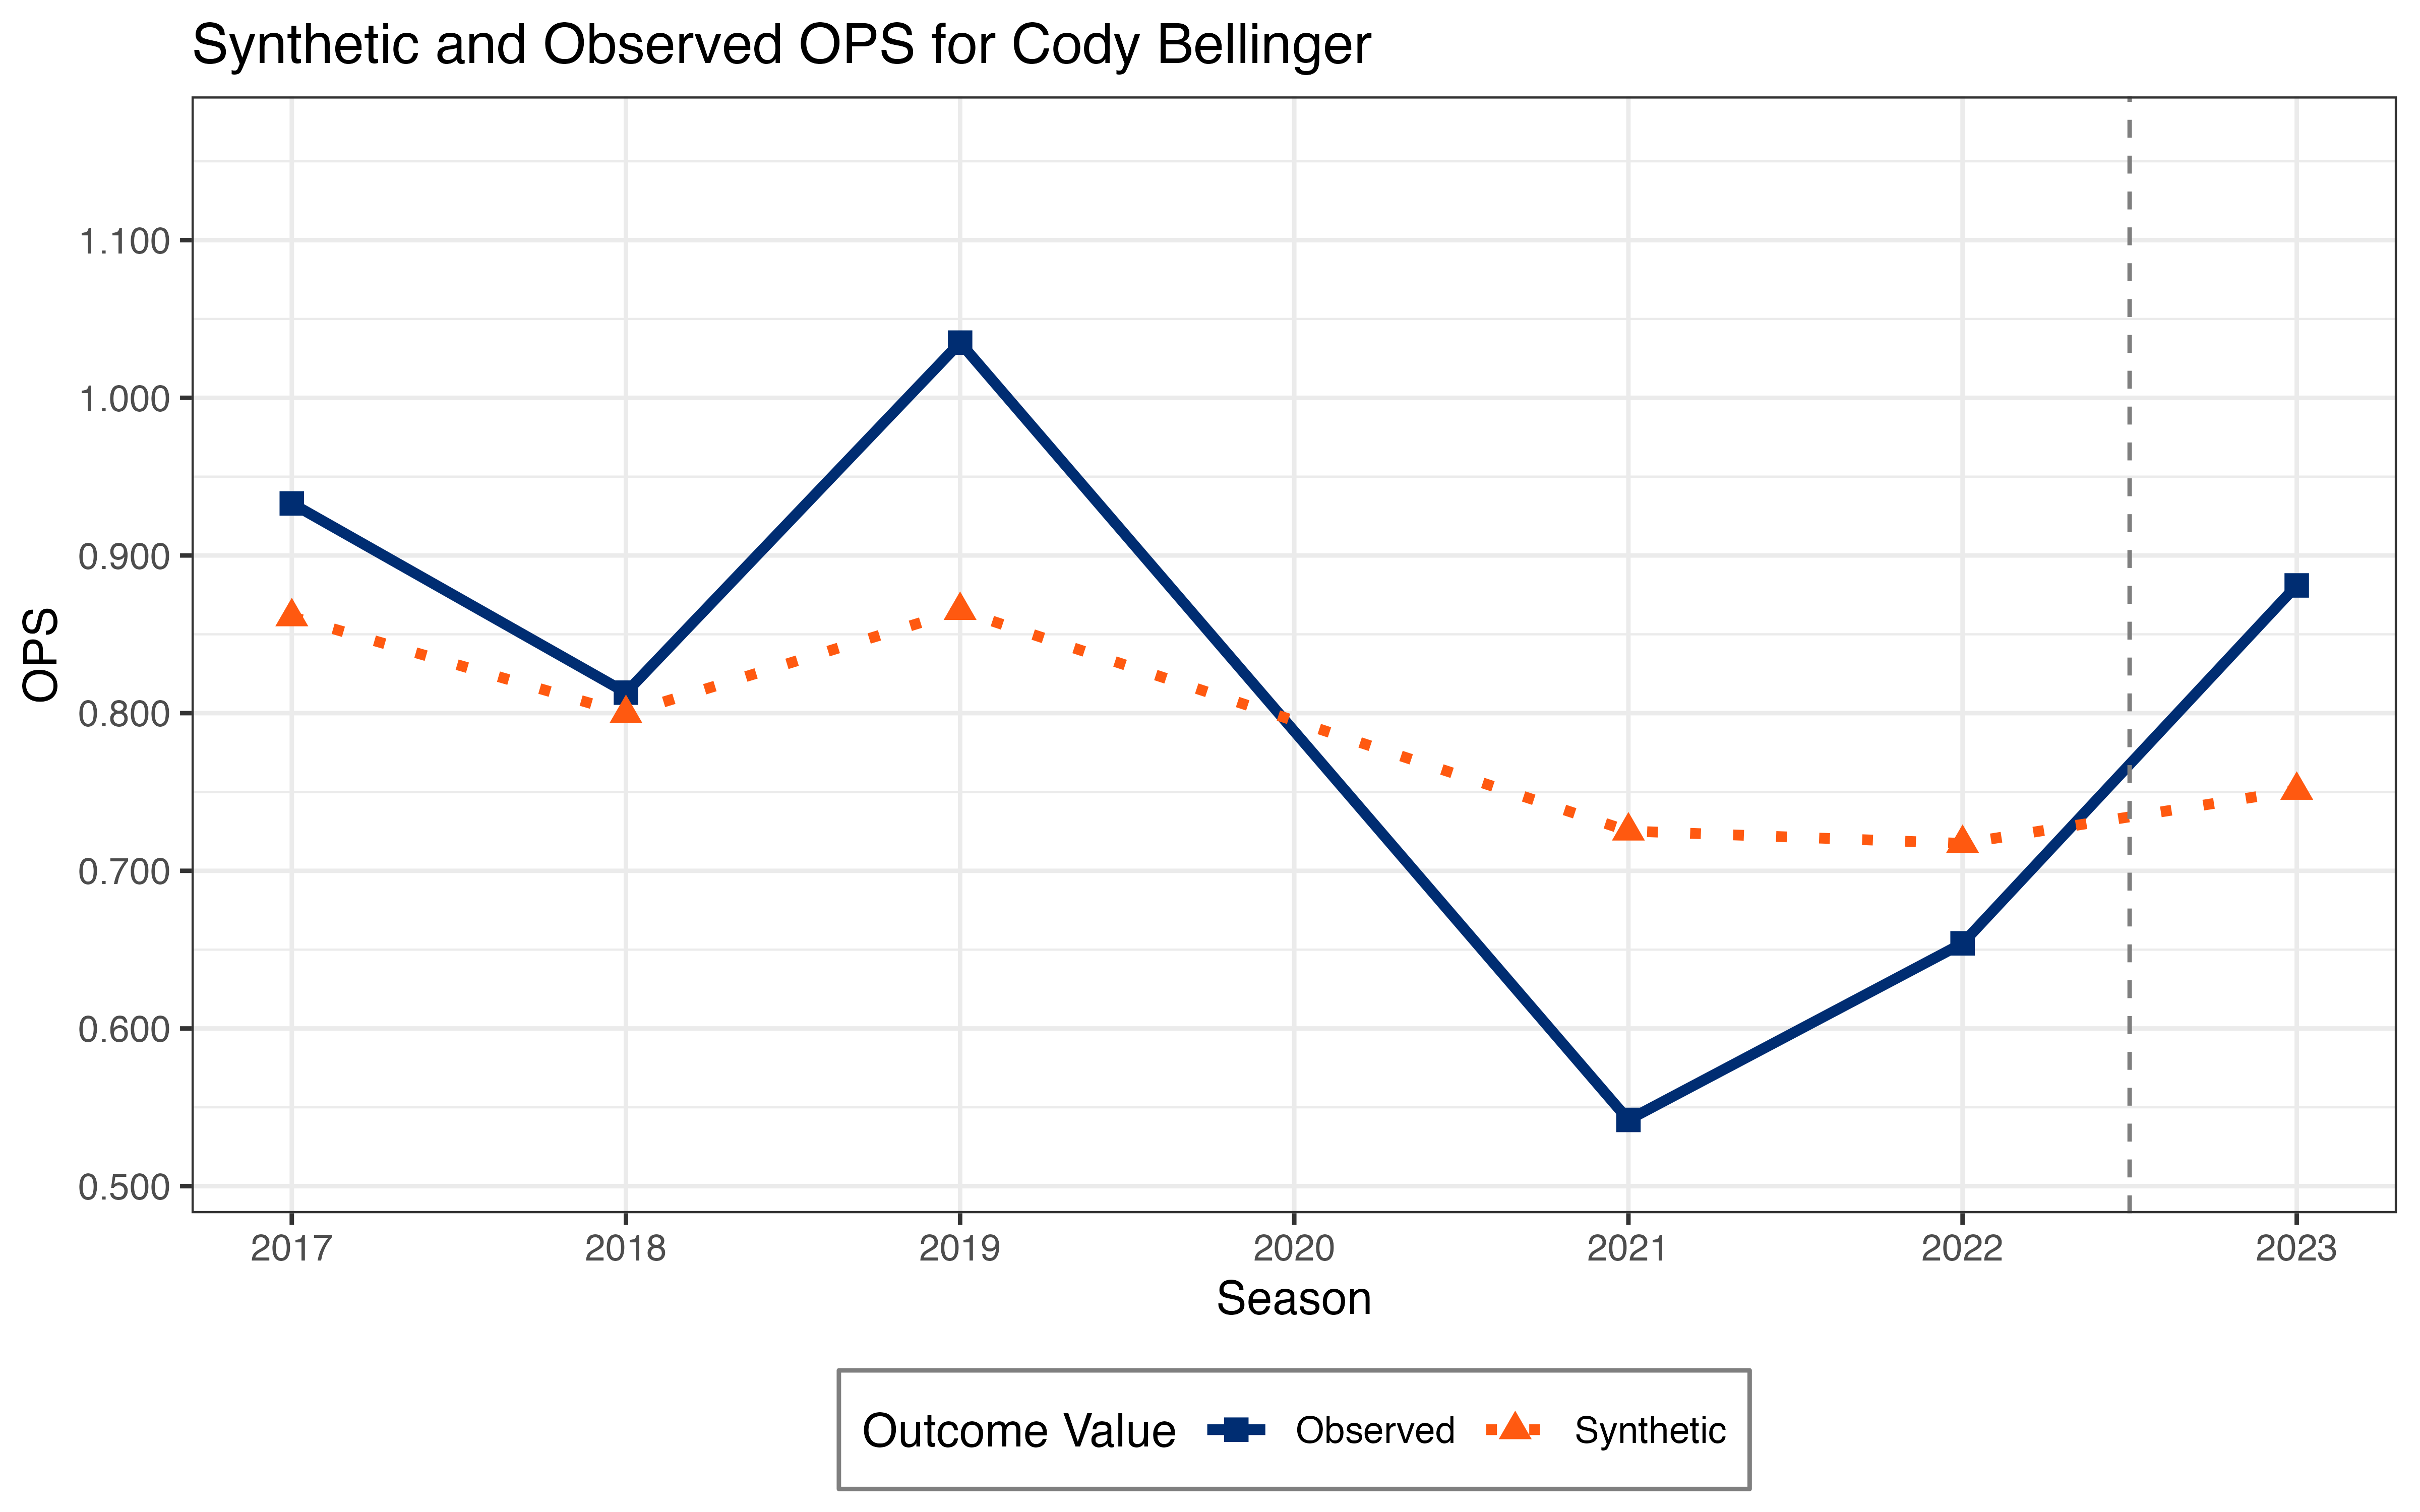 Synthetic and Observed OPS for Cody Bellinger
OPS
1.100
1.000
0.900
0.800
0.700
0.600
0.500
2017 2018 2019 2020 2021 2022 2023
Season
Outcome Value Observed Synthetic